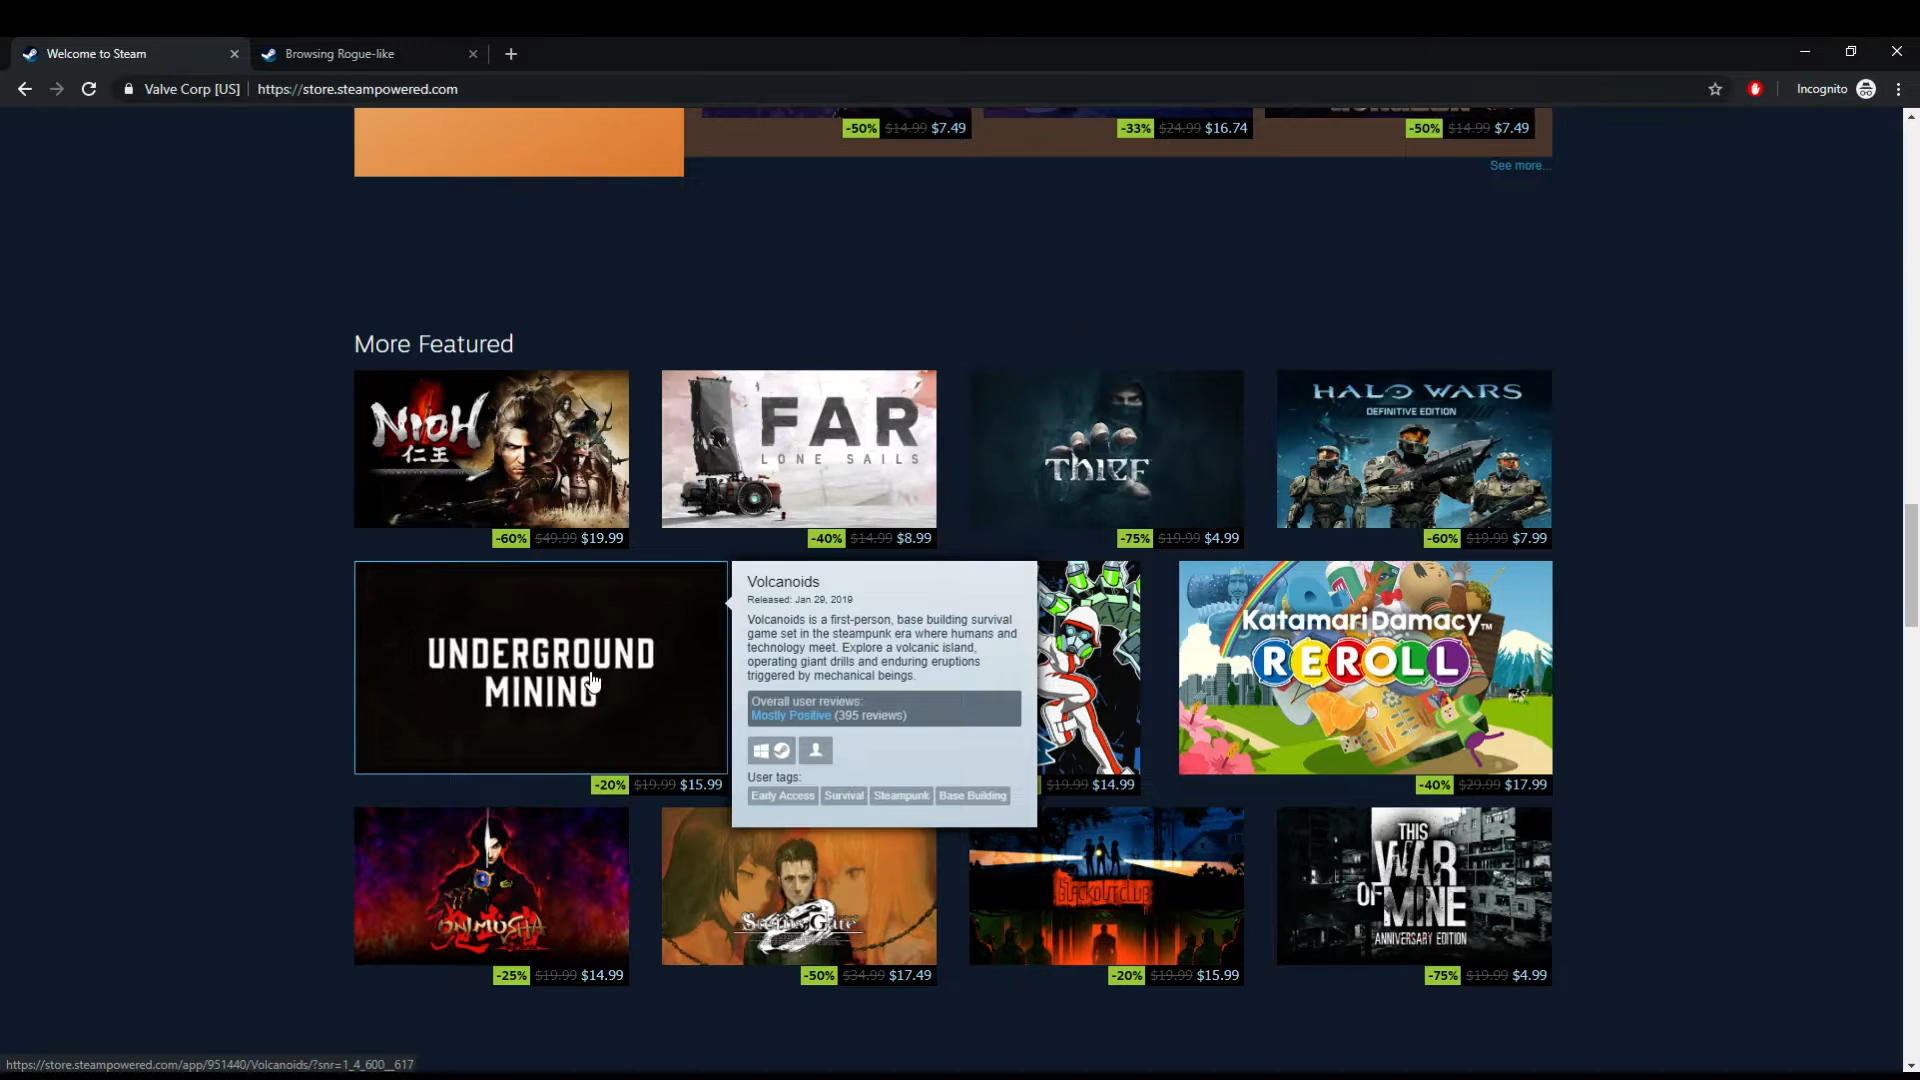 Welcome to Steam
Browsing Rogue-like
Valve Corp [US]
https://store.steampowered.com
Incognito
-50% $14.99 $7.49
-33% $24.99 $16.74
-50% $14.99 $7.49
See more...
More Featured
NIOH
仁王
FAR
LONE SAILS
THIEF
HALO WARS
DEFINITIVE EDITION
-60% $49.99 $19.99
-40% $14.99 $8.99
-75% $19.99 $4.99
-60% $19.99 $7.99
UNDERGROUND
MINING
Volcanoids
Released: Jan 29, 2019
Volcanoids is a first-person, base building survival
game set in the steampunk era where humans and
technology meet. Explore a volcanic island,
operating giant drills and enduring eruptions
triggered by mechanical beings.
Overall user reviews:
Mostly Positive (395 reviews)
User tags:
Early Access Survival Steampunk Base Building
Katamari Damacy™
REROLL
-20% $19.99 $15.99
$19.99 $14.99
-40% $29.99 $17.99
ONIMUSHA
Steins;Gate
BLACKOUT CLUB
THIS
WAR
OF MINE
ANNIVERSARY EDITION
-25% $19.99 $14.99
-50% $34.99 $17.49
-20% $19.99 $15.99
-75% $19.99 $4.99
https://store.steampowered.com/app/951440/Volcanoids/?snr=1_4_600__617